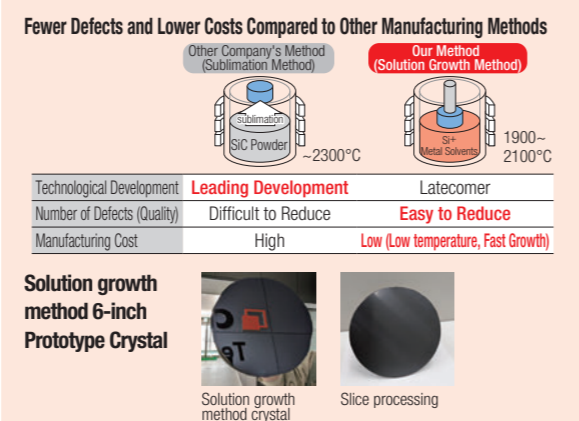 Fewer Defects and Lower Costs Compared to Other Manufacturing Methods
Other Company's Method
(Sublimation Method)
Our Method
(Solution Growth Method)
sublimation
SiC Powder
~2300°C
Si+
Metal Solvents
1900~
2100°C
Technological Development Leading Development Latecomer
Number of Defects (Quality) Difficult to Reduce Easy to Reduce
Manufacturing Cost High Low (Low temperature, Fast Growth)
Solution growth
method 6-inch
Prototype Crystal
Solution growth
method crystal
Slice processing